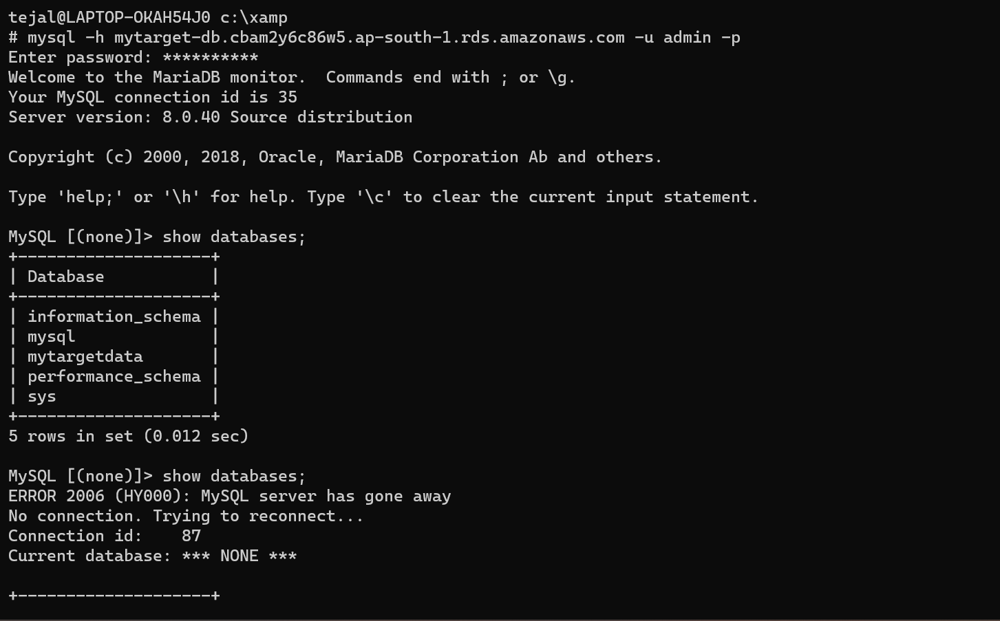 tejal@LAPTOP-OKAH54J0 c:\xamp
# mysql -h mytarget-db.cbam2y6c86w5.ap-south-1.rds.amazonaws.com -u admin -p
Enter password: **********
Welcome to the MariaDB monitor.  Commands end with ; or \g.
Your MySQL connection id is 35
Server version: 8.0.40 Source distribution

Copyright (c) 2000, 2018, Oracle, MariaDB Corporation Ab and others.

Type 'help;' or '\h' for help. Type '\c' to clear the current input statement.

MySQL [(none)]> show databases;
+--------------------+
| Database           |
+--------------------+
| information_schema |
| mysql              |
| mytargetdata       |
| performance_schema |
| sys                |
+--------------------+
5 rows in set (0.012 sec)

MySQL [(none)]> show databases;
ERROR 2006 (HY000): MySQL server has gone away
No connection. Trying to reconnect...
Connection id:    87
Current database: *** NONE ***

+--------------------+